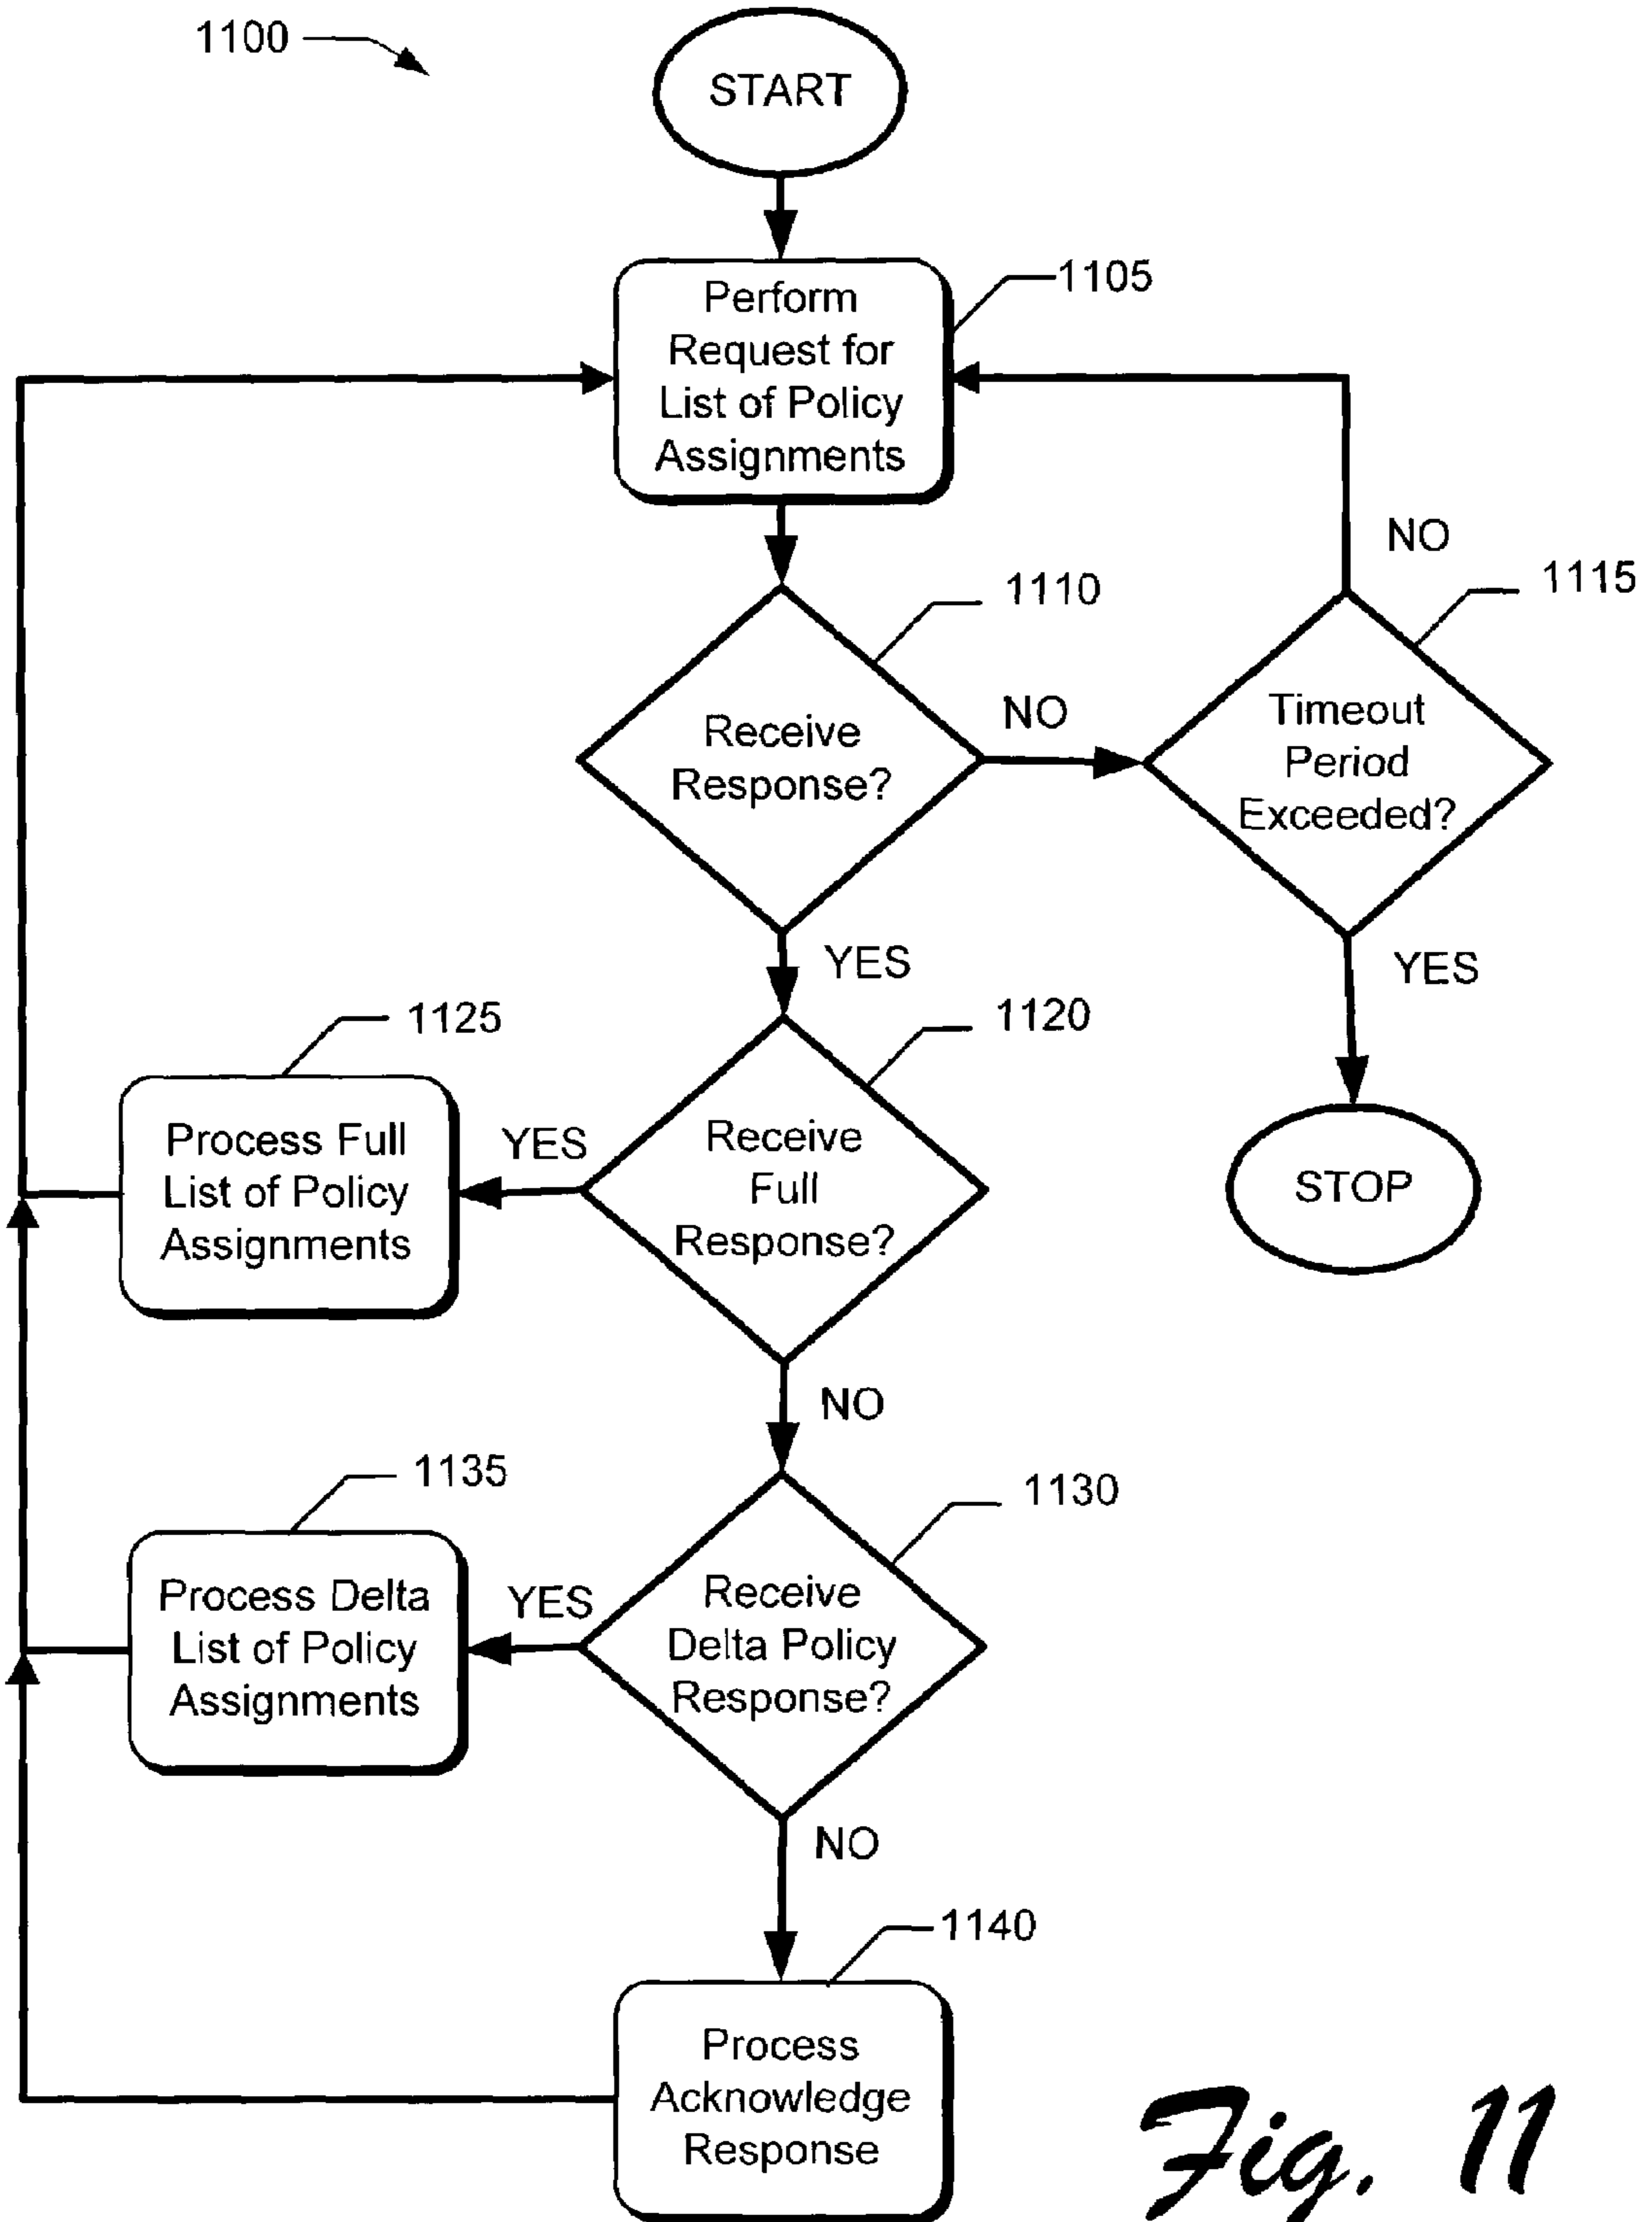 1100
START
Perform
Request for
List of Policy
Assignments
1105
NO
1110
1115
Receive
Response?
NO
Timeout
Period
Exceeded?
YES
YES
1125
1120
Process Full
List of Policy
Assignments
YES
Receive
Full
Response?
STOP
NO
1135
1130
Process Delta
List of Policy
Assignments
YES
Receive
Delta Policy
Response?
NO
1140
Process
Acknowledge
Response
Fig. 11